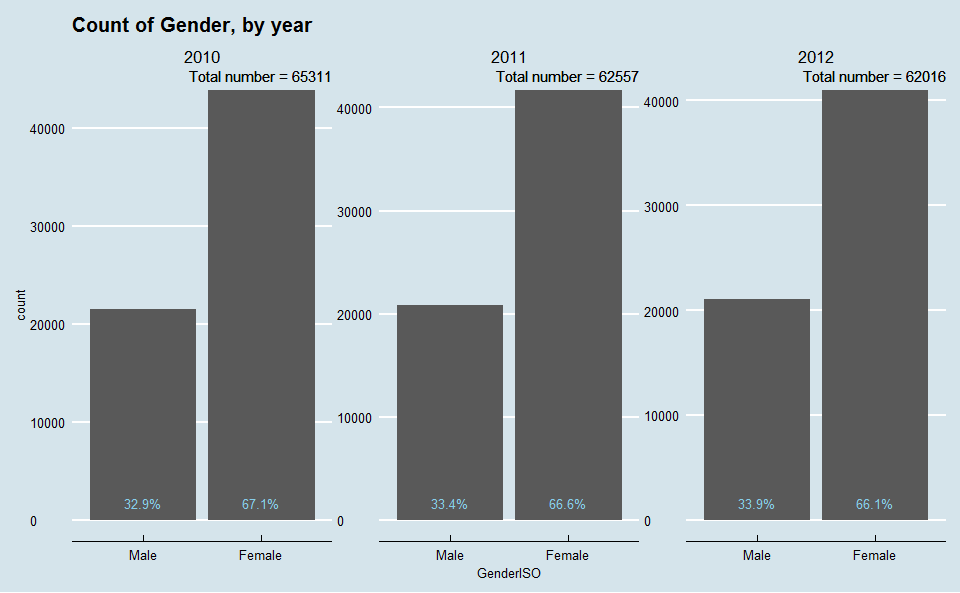 Count of Gender, by year
2010
Total number = 65311
2011
Total number = 62557
2012
Total number = 62016
count
40000
30000
20000
10000
0
32.9%
67.1%
Male
Female
40000
30000
20000
10000
0
33.4%
66.6%
Male
Female
40000
30000
20000
10000
0
33.9%
66.1%
Male
Female
GenderISO